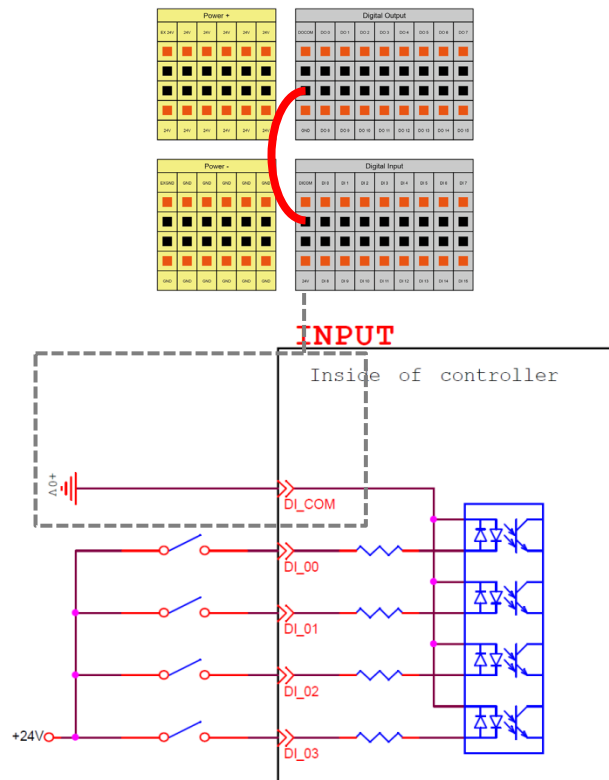 Power +
Digital Output
EX 24V 24V 24V 24V 24V 24V
DOCOM DO 0 DO 1 DO 2 DO 3 DO 4 DO 5 DO 6 DO 7
24V 24V 24V 24V 24V 24V
GND DO 8 DO 9 DO 10 DO 11 DO 12 DO 13 DO 14 DO 15
Power -
Digital Input
EXGND GND GND GND GND GND
DICOM DI 0 DI 1 DI 2 DI 3 DI 4 DI 5 DI 6 DI 7
GND GND GND GND GND GND
24V DI 8 DI 9 DI 10 DI 11 DI 12 DI 13 DI 14 DI 15
INPUT
Inside of controller
+0V
DI_COM
DI_00
DI_01
DI_02
+24V
DI_03